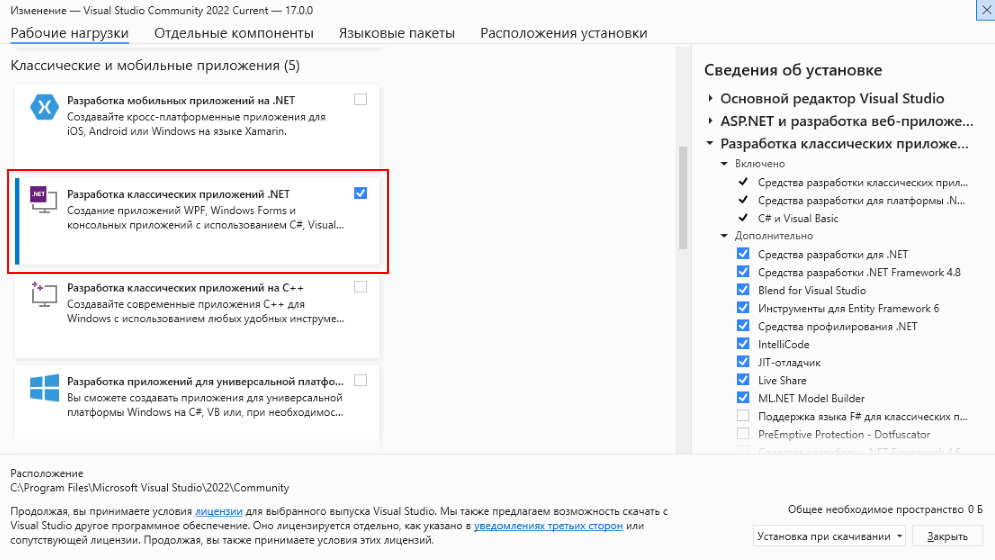 Изменение — Visual Studio Community 2022 Current — 17.0.0
Рабочие нагрузки Отдельные компоненты Языковые пакеты Расположения установки
Классические и мобильные приложения (5)
Разработка мобильных приложений на .NET
Создавайте кросс-платформенные приложения для
iOS, Android или Windows на языке Xamarin.
.NET
Разработка классических приложений .NET
Создание приложений WPF, Windows Forms и
консольных приложений с использованием C#, Visual...
Разработка классических приложений на C++
Создавайте современные приложения C++ для
Windows с использованием любых удобных инструме...
Разработка приложений для универсальной платфо...
Вы сможете создавать приложения для универсальной
платформы Windows на C#, VB или, при необходимос...
Сведения об установке
Основной редактор Visual Studio
ASP.NET и разработка веб-приложе...
Разработка классических приложе...
Включено
Средства разработки классических прил...
Средства разработки для платформы .N...
C# и Visual Basic
Дополнительно
Средства разработки для .NET
Средства разработки .NET Framework 4.8
Blend for Visual Studio
Инструменты для Entity Framework 6
Средства профилирования .NET
IntelliCode
JIT-отладчик
Live Share
ML.NET Model Builder
Поддержка языка F# для классических п...
PreEmptive Protection - Dotfuscator
Расположение
C:\Program Files\Microsoft Visual Studio\2022\Community
Продолжая, вы принимаете условия лицензии для выбранного выпуска Visual Studio. Мы также предлагаем возможность скачать с
Visual Studio другое программное обеспечение. Оно лицензируется отдельно, как указано в уведомлениях третьих сторон или
сопутствующей лицензии. Продолжая, вы также принимаете условия этих лицензий.
Общее необходимое пространство 0 Б
Установка при скачивании Закрыть